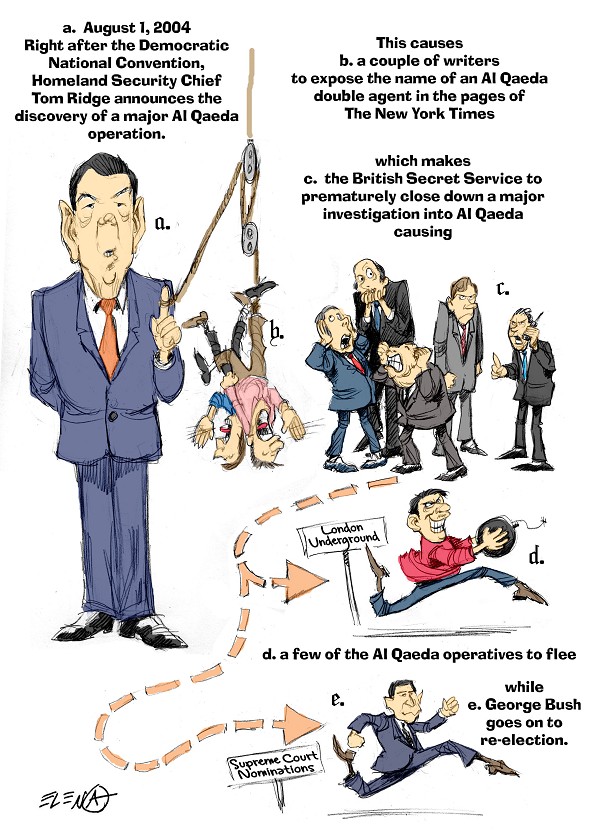 a. August 1, 2004
Right after the Democratic
National Convention,
Homeland Security Chief
Tom Ridge announces the
discovery of a major Al Qaeda
operation.
This causes
b. a couple of writers
to expose the name of an Al Qaeda
double agent in the pages of
The New York Times
which makes
c. the British Secret Service to
prematurely close down a major
investigation into Al Qaeda
causing
a.
b.
c.
London
Underground
d.
d. a few of the Al Qaeda operatives to flee
while
e. George Bush
goes on to
re-election.
e.
Supreme Court
Nominations
ELENA